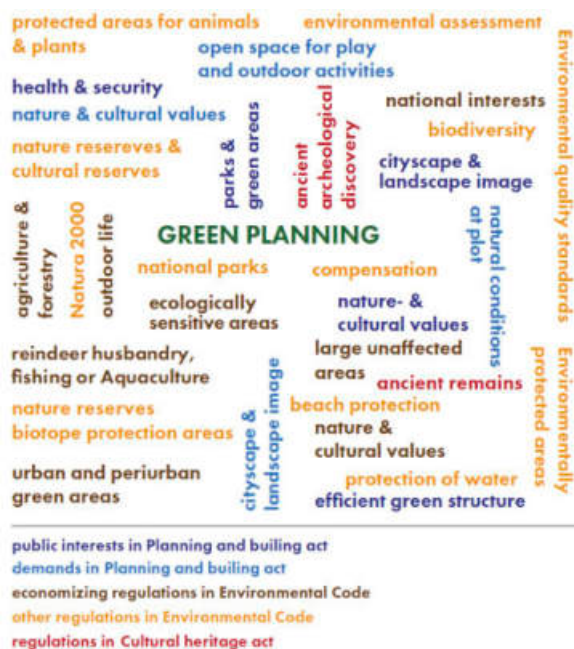 protected areas for animals
& plants
environmental assessment
open space for play
and outdoor activities
Environmental quality standards
health & security
nature & cultural values
national interests
biodiversity
nature resereves &
cultural reserves
parks &
green areas
ancient
archeological
discovery
cityscape &
landscape image
agriculture &
forestry
Natura 2000
outdoor life
GREEN PLANNING
natural conditions
at plot
national parks
compensation
ecologically
sensitive areas
nature- &
cultural values
reindeer husbandry,
fishing or Aquaculture
large unaffected
areas
ancient remains
Environmentally
protected areas
nature reserves
biotope protection areas
cityscape &
landscape image
beach protection
nature &
cultural values
urban and periurban
green areas
protection of water
efficient green structure
public interests in Planning and builing act
demands in Planning and builing act
economizing regulations in Environmental Code
other regulations in Environmental Code
regulations in Cultural heritage act